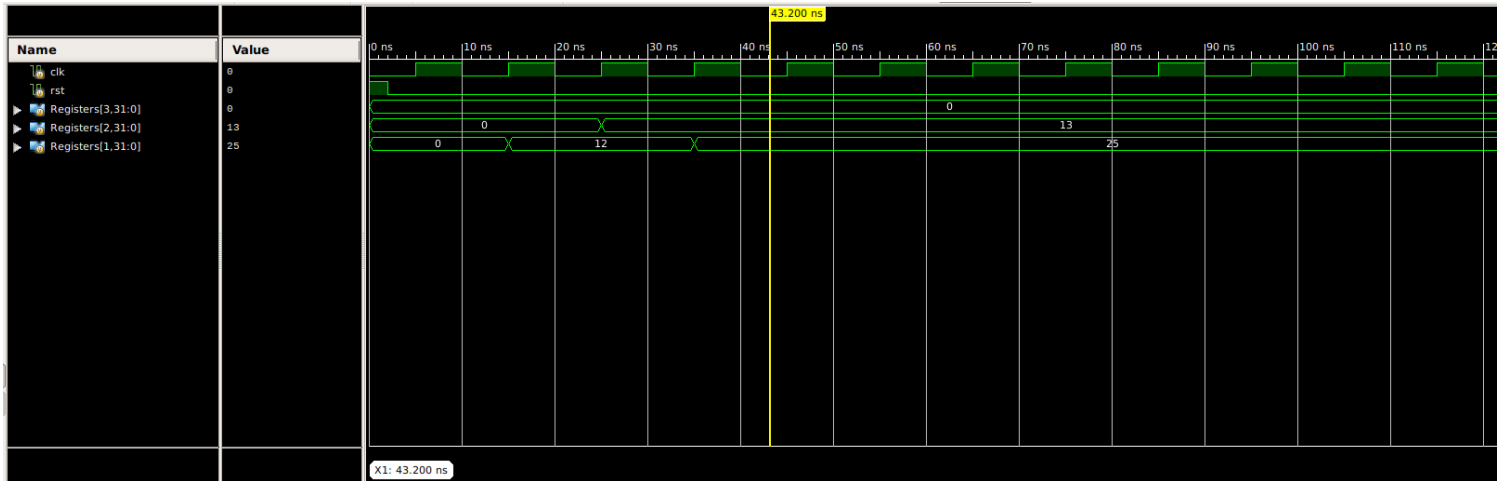 43.200 ns
Name Value
0 ns 10 ns 20 ns 30 ns 40 ns 50 ns 60 ns 70 ns 80 ns 90 ns 100 ns 110 ns 12
clk 0
rst 0
Registers[3,31:0] 0 0
Registers[2,31:0] 13 0 13
Registers[1,31:0] 25 0 12 25
X1: 43.200 ns